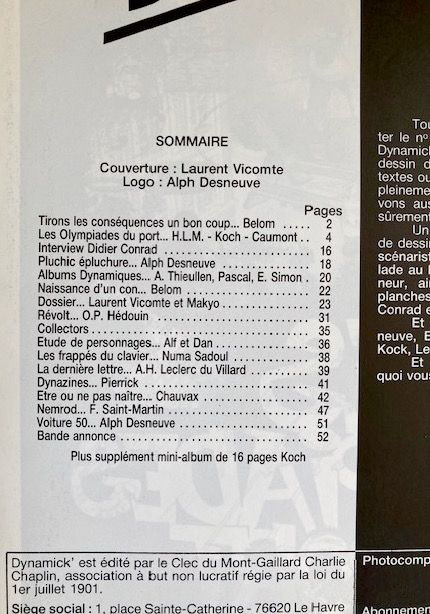 SOMMAIRE
Couverture : Laurent Vicomte
Logo : Alph Desneuve
Pages
Tirons les conséquences un bon coup... Belom ..... 2
Les Olympiades du port... H.L.M. - Koch - Caumont .. 4
Interview Didier Conrad ..... 16
Pluchic épluchure... Alph Desneuve ..... 18
Albums Dynamiques... A. Thieullen, Pascal, E. Simon . 20
Naissance d'un con... Belom ..... 22
Dossier... Laurent Vicomte et Makyo ..... 23
Révolt... O.P. Hédouin ..... 31
Collectors ..... 35
Etude de personnages... Alf et Dan ..... 36
Les frappés du clavier... Numa Sadoul ..... 38
La dernière lettre... A.H. Leclerc du Villard ..... 39
Dynazines... Pierrick ..... 41
Etre ou ne pas naître... Chauvax ..... 42
Nemrod... F. Saint-Martin ..... 47
Voiture 50... Alph Desneuve ..... 51
Bande annonce ..... 52
Plus supplément mini-album de 16 pages Koch
Dynamick' est édité par le Clec du Mont-Gaillard Charlie
Chaplin, association à but non lucratif régie par la loi du
1er juillet 1901.
Siège social : 1, place Sainte-Catherine - 76620 Le Havre
Tou
ter le n°
Dynamick
dessin d
textes ou
pleineme
vons aus
sûrement
Un
de dessin
scénarist
lade au l
neur, ain
planches
Conrad e
Et
neuve, E
Kock, Le
Et
quoi vous
Photocomp
Abonnemen